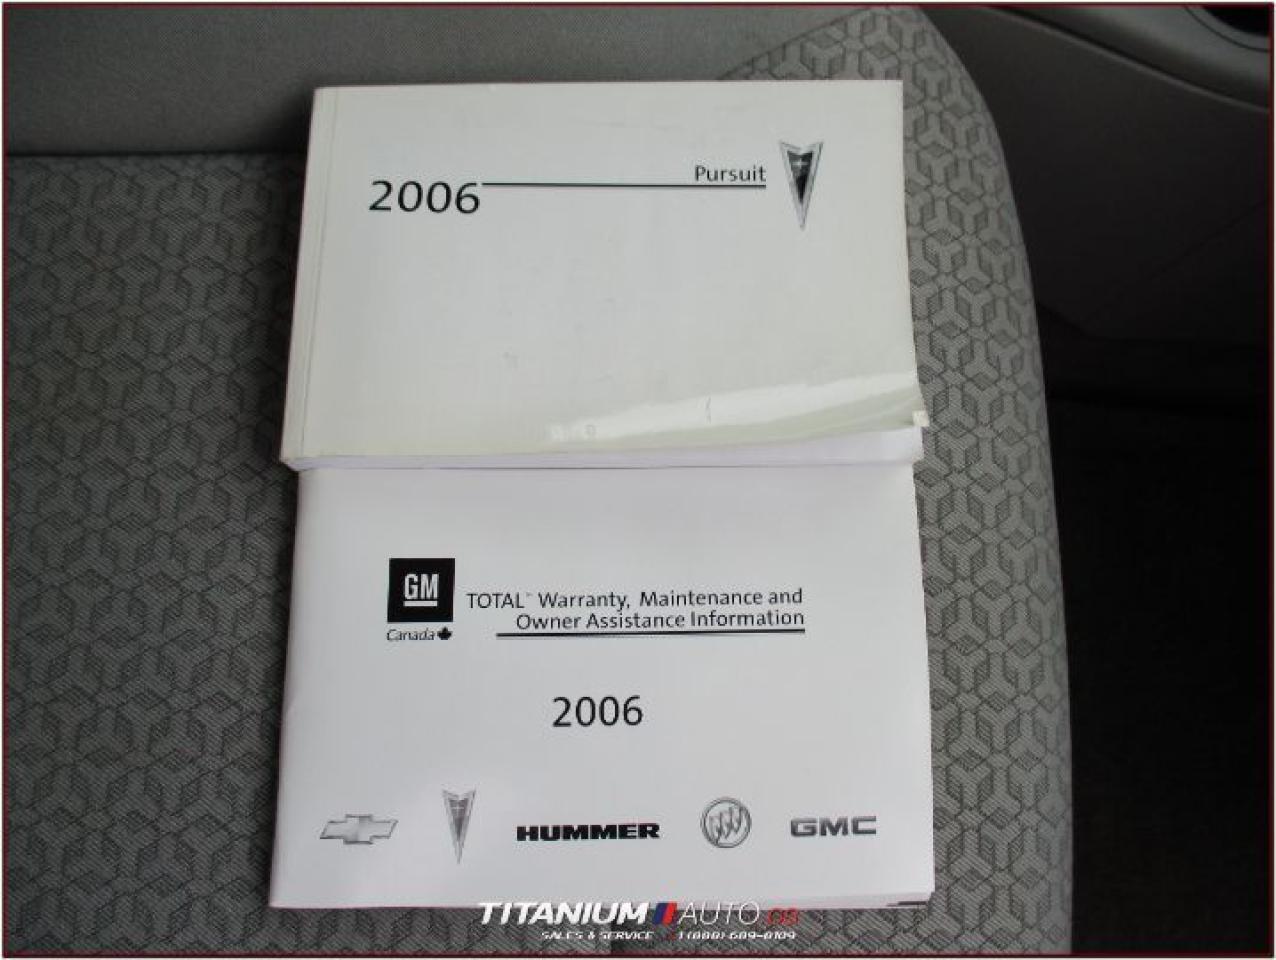 2006
Pursuit
GM
Canada
TOTAL™ Warranty, Maintenance and
Owner Assistance Information
2006
HUMMER
GMC
TITANIUM AUTO
SALES & SERVICE